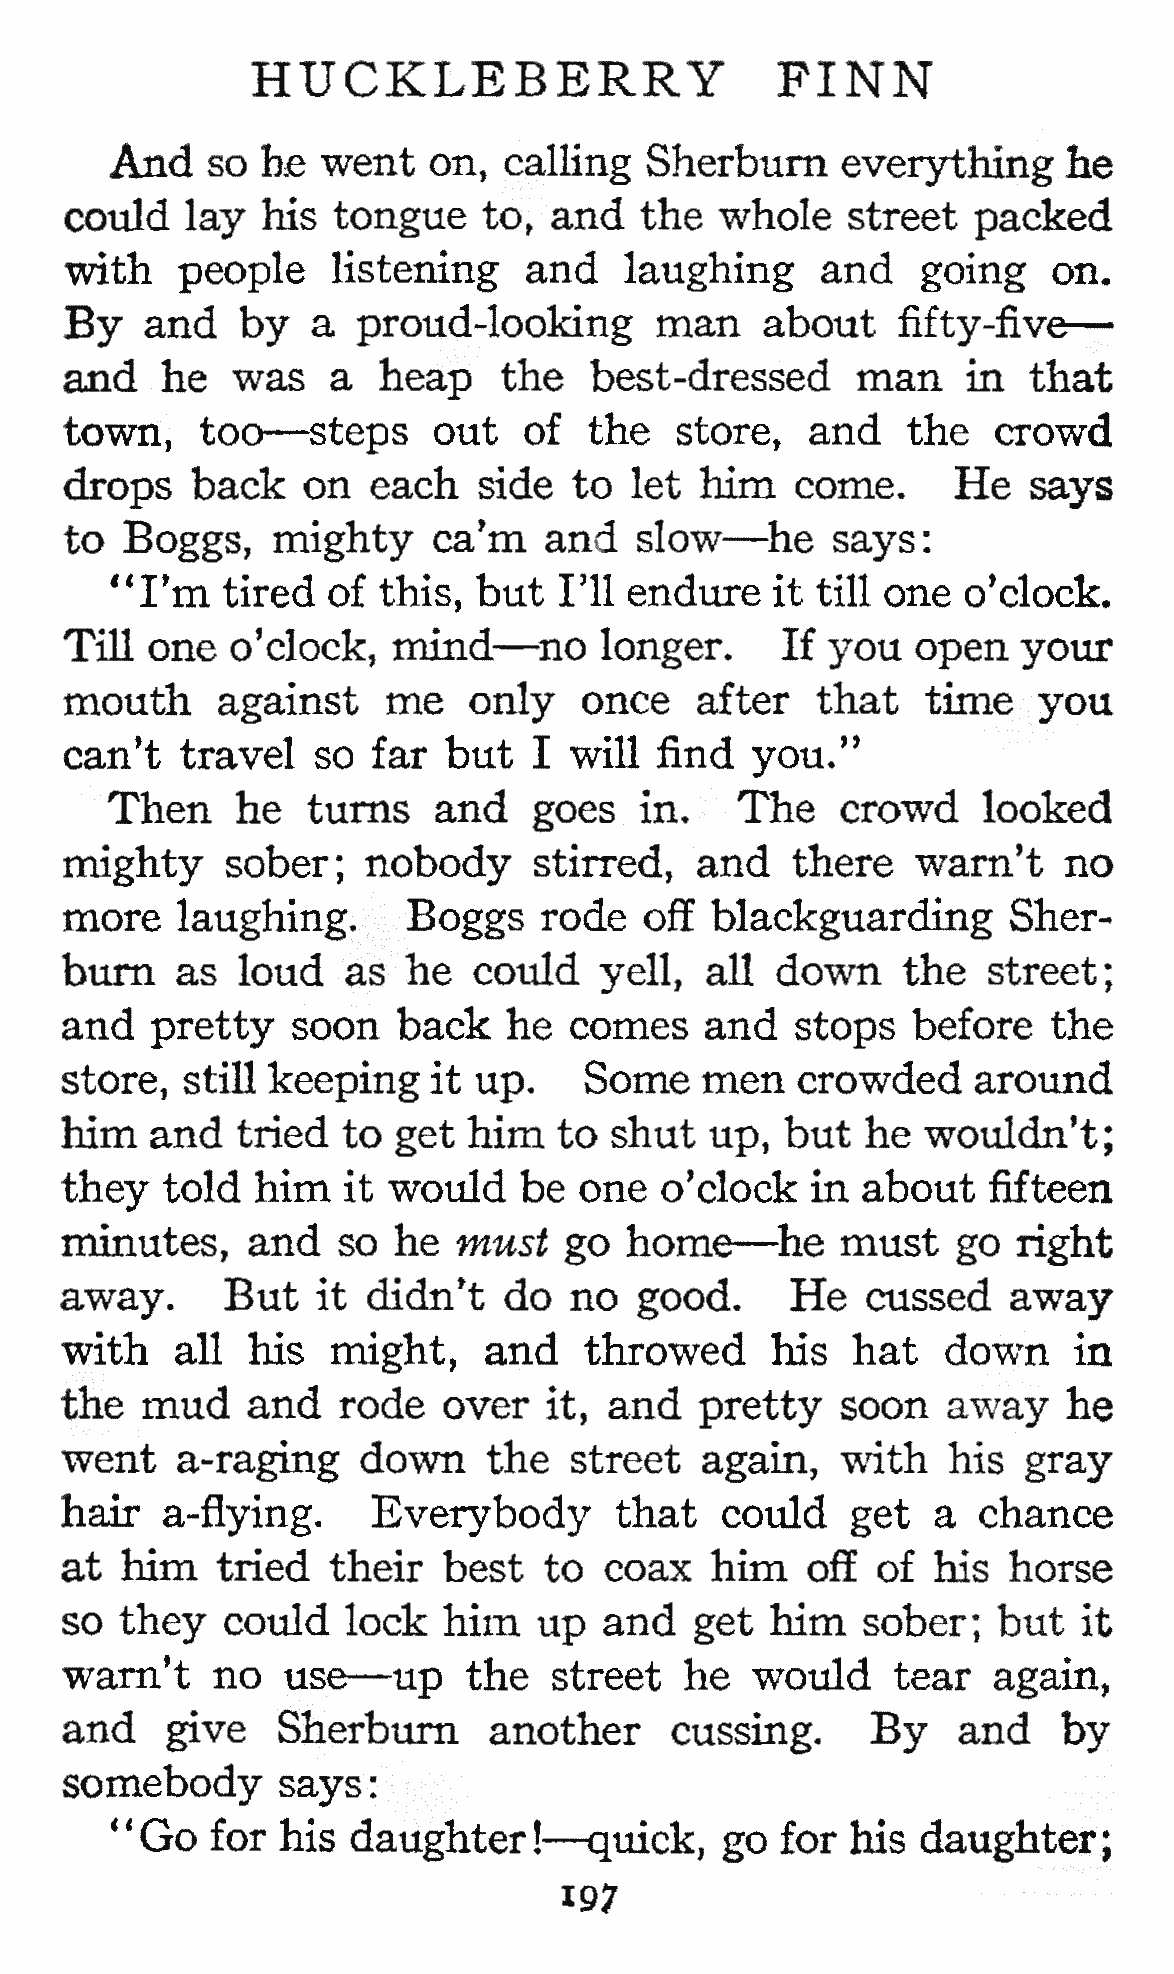 HUCKLEBERRY FINN
And so he went on, calling Sherburn everything he
could lay his tongue to, and the whole street packed
with people listening and laughing and going on.
By and by a proud-looking man about fifty-five—
and he was a heap the best-dressed man in that
town, too—steps out of the store, and the crowd
drops back on each side to let him come. He says
to Boggs, mighty ca'm and slow—he says:
"I'm tired of this, but I'll endure it till one o'clock.
Till one o'clock, mind—no longer. If you open your
mouth against me only once after that time you
can't travel so far but I will find you."
Then he turns and goes in. The crowd looked
mighty sober; nobody stirred, and there warn't no
more laughing. Boggs rode off blackguarding Sher-
burn as loud as he could yell, all down the street;
and pretty soon back he comes and stops before the
store, still keeping it up. Some men crowded around
him and tried to get him to shut up, but he wouldn't;
they told him it would be one o'clock in about fifteen
minutes, and so he must go home—he must go right
away. But it didn't do no good. He cussed away
with all his might, and throwed his hat down in
the mud and rode over it, and pretty soon away he
went a-raging down the street again, with his gray
hair a-flying. Everybody that could get a chance
at him tried their best to coax him off of his horse
so they could lock him up and get him sober; but it
warn't no use—up the street he would tear again,
and give Sherburn another cussing. By and by
somebody says:
"Go for his daughter!—quick, go for his daughter;
197